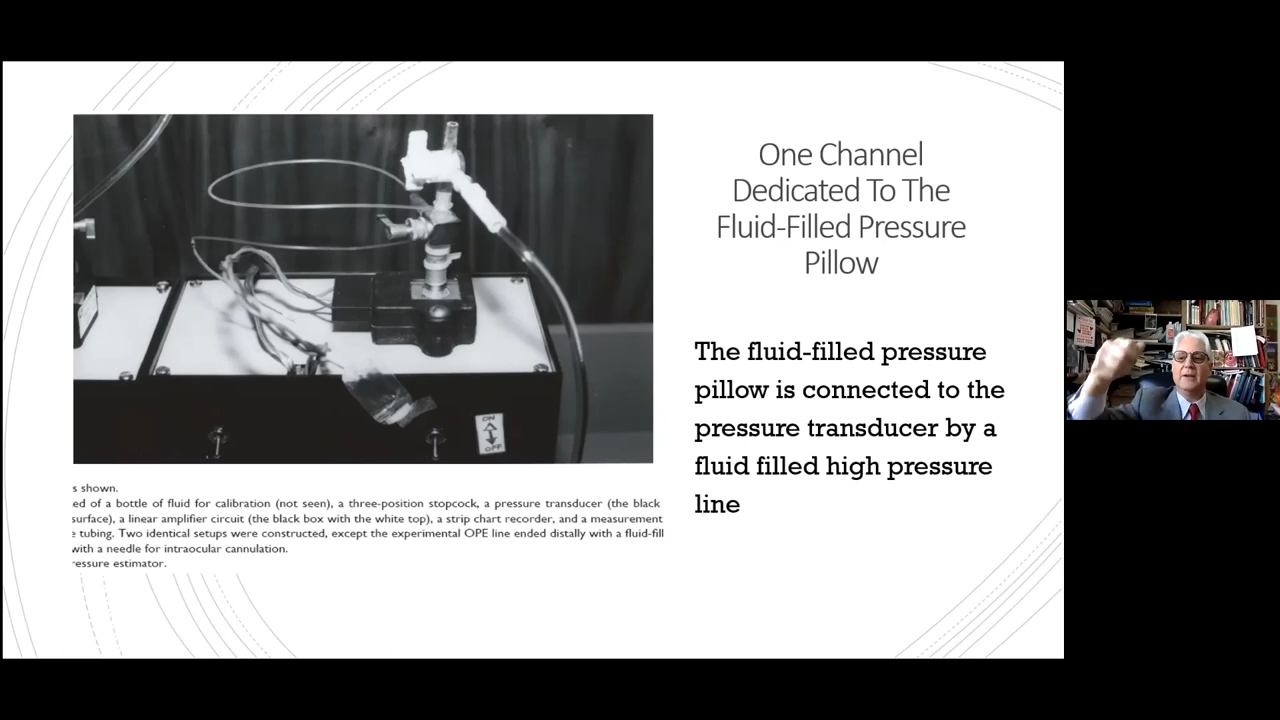 One Channel
Dedicated To The
Fluid-Filled Pressure
Pillow
The fluid-filled pressure
pillow is connected to the
pressure transducer by a
fluid filled high pressure
line
ON
OFF
s shown.
ed of a bottle of fluid for calibration (not seen), a three-position stopcock, a pressure transducer (the black
surface), a linear amplifier circuit (the black box with the white top), a strip chart recorder, and a measurement
e tubing. Two identical setups were constructed, except the experimental OPE line ended distally with a fluid-fill
with a needle for intraocular cannulation.
ressure estimator.